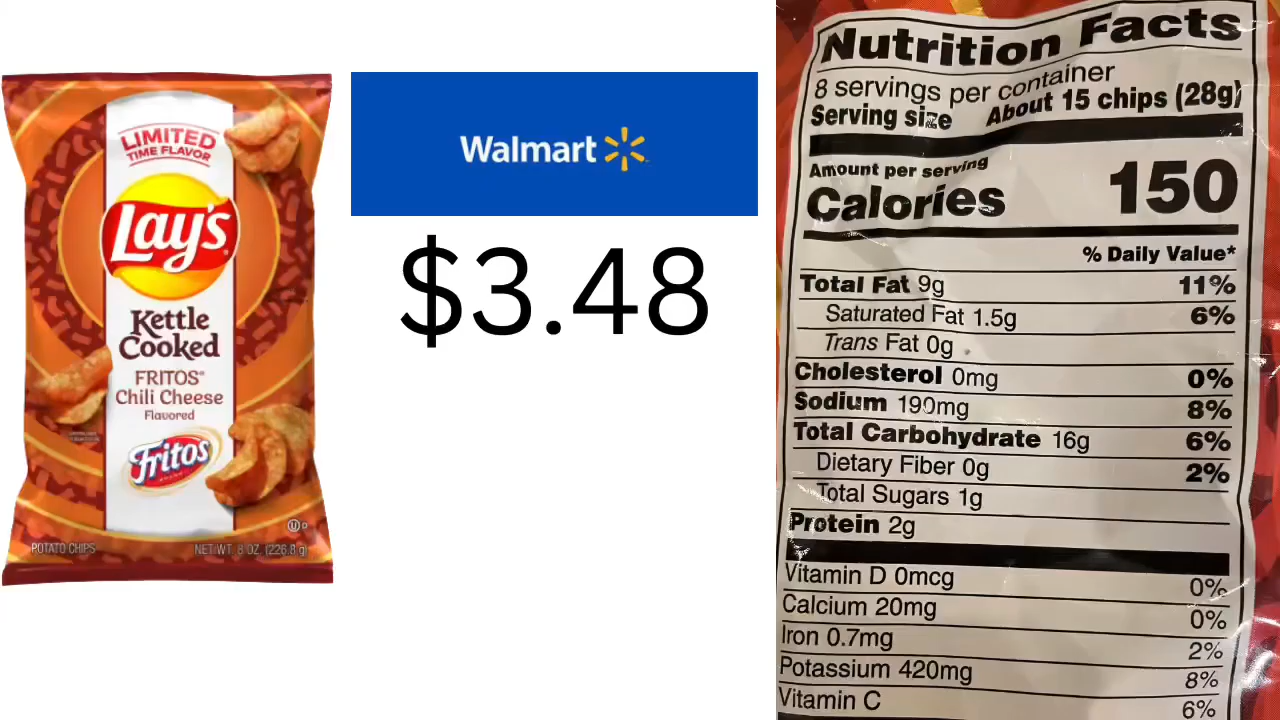 LIMITED
TIME FLAVOR
Lay's
Kettle
Cooked
FRITOS®
Chili Cheese
Flavored
Fritos
U D
POTATO CHIPS
NET WT. 8 OZ. (226.8 g)
Walmart
$3.48
Nutrition Facts
8 servings per container
Serving size About 15 chips (28g)
Amount per serving
Calories 150
% Daily Value*
Total Fat 9g 11%
Saturated Fat 1.5g 6%
Trans Fat 0g
Cholesterol 0mg 0%
Sodium 190mg 8%
Total Carbohydrate 16g 6%
Dietary Fiber 0g 2%
Total Sugars 1g
Protein 2g
Vitamin D 0mcg 0%
Calcium 20mg 0%
Iron 0.7mg 2%
Potassium 420mg 8%
Vitamin C 6%